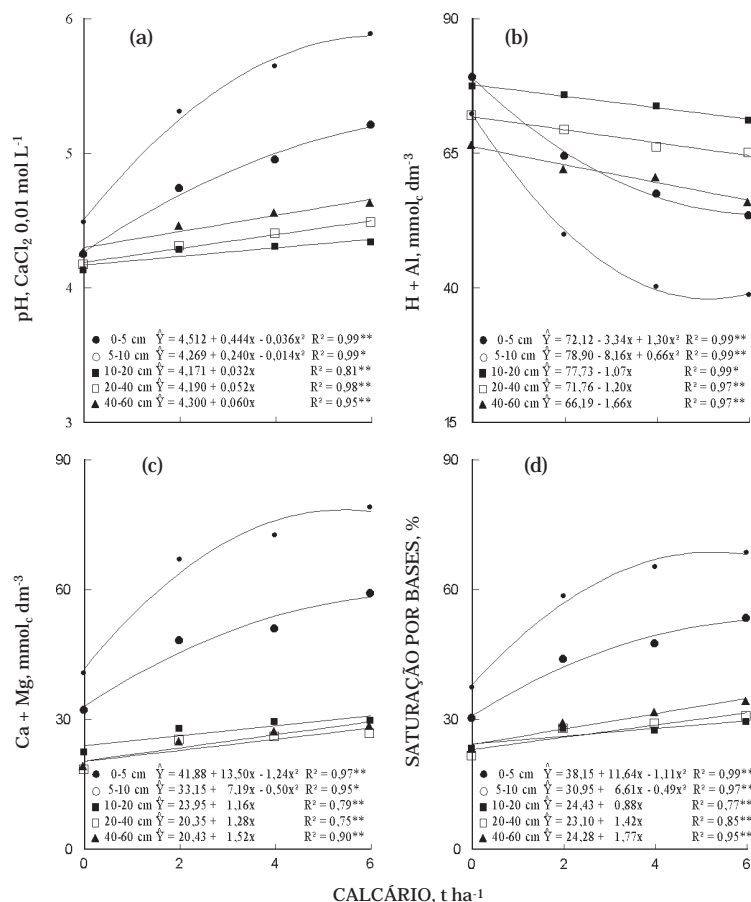 (a)
6
5
4
3
pH, CaCl₂ 0,01 mol L⁻¹
0-5 cm Ŷ = 4,512 + 0,444x - 0,036x² R² = 0,99**
5-10 cm Ŷ = 4,269 + 0,240x - 0,014x² R² = 0,99*
10-20 cm Ŷ = 4,171 + 0,032x R² = 0,81**
20-40 cm Ŷ = 4,190 + 0,052x R² = 0,98**
40-60 cm Ŷ = 4,300 + 0,060x R² = 0,95**
(b)
90
65
40
15
H + Al, mmol_c dm⁻³
0-5 cm Ŷ = 72,12 - 3,34x + 1,30x² R² = 0,99**
5-10 cm Ŷ = 78,90 - 8,16x + 0,66x² R² = 0,99**
10-20 cm Ŷ = 77,73 - 1,07x R² = 0,99*
20-40 cm Ŷ = 71,76 - 1,20x R² = 0,97**
40-60 cm Ŷ = 66,19 - 1,66x R² = 0,97**
(c)
90
60
30
0
Ca + Mg, mmol_c dm⁻³
0-5 cm Ŷ = 41,88 + 13,50x - 1,24x² R² = 0,97**
5-10 cm Ŷ = 33,15 + 7,19x - 0,50x² R² = 0,95*
10-20 cm Ŷ = 23,95 + 1,16x R² = 0,79**
20-40 cm Ŷ = 20,35 + 1,28x R² = 0,75**
40-60 cm Ŷ = 20,43 + 1,52x R² = 0,90**
0 2 4 6
(d)
90
60
30
0
SATURAÇÃO POR BASES, %
0-5 cm Ŷ = 38,15 + 11,64x - 1,11x² R² = 0,99**
5-10 cm Ŷ = 30,95 + 6,61x - 0,49x² R² = 0,97**
10-20 cm Ŷ = 24,43 + 0,88x R² = 0,77**
20-40 cm Ŷ = 23,10 + 1,42x R² = 0,85**
40-60 cm Ŷ = 24,28 + 1,77x R² = 0,95**
0 2 4 6
CALCÁRIO, t ha⁻¹